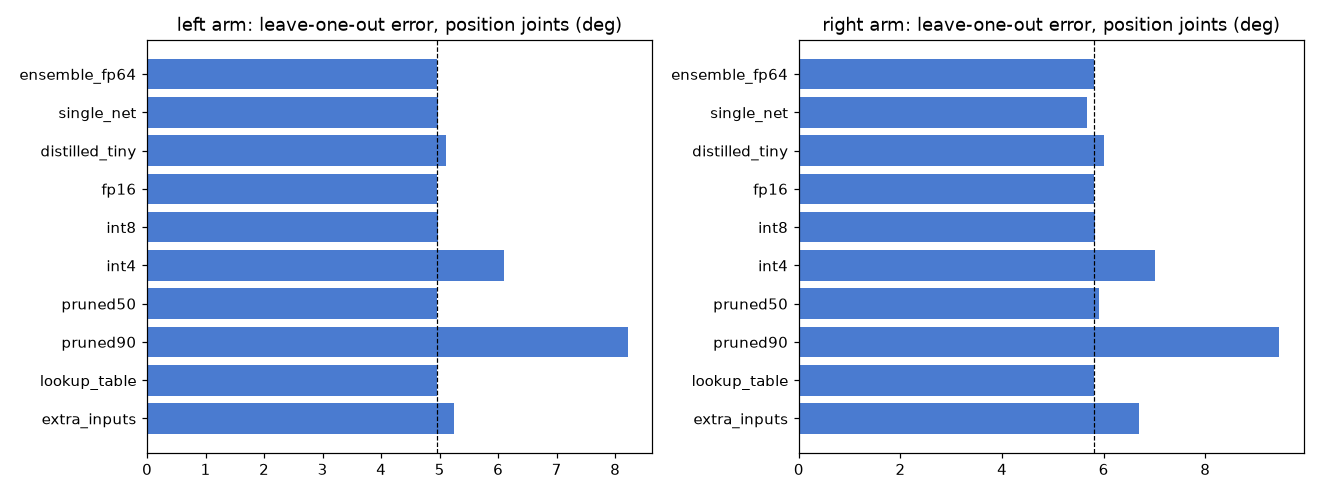 left arm: leave-one-out error, position joints (deg)
ensemble_fp64
single_net
distilled_tiny
fp16
int8
int4
pruned50
pruned90
lookup_table
extra_inputs
0 1 2 3 4 5 6 7 8
right arm: leave-one-out error, position joints (deg)
ensemble_fp64
single_net
distilled_tiny
fp16
int8
int4
pruned50
pruned90
lookup_table
extra_inputs
0 2 4 6 8